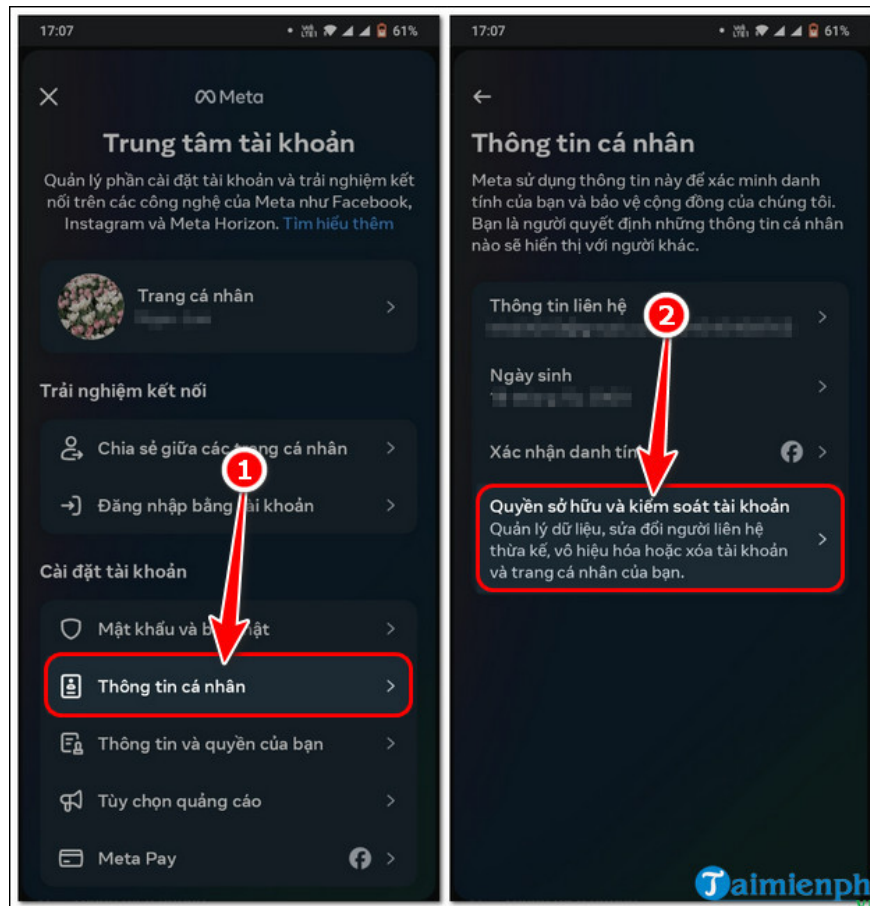 17:07
61%
Meta
Trung tâm tài khoản
Quản lý phần cài đặt tài khoản và trải nghiệm kết
nối trên các công nghệ của Meta như Facebook,
Instagram và Meta Horizon. Tìm hiểu thêm
Trang cá nhân
Trải nghiệm kết nối
Chia sẻ giữa các trang cá nhân
1
Đăng nhập bằng tài khoản
Cài đặt tài khoản
Mật khẩu và bảo mật
Thông tin cá nhân
Thông tin và quyền của bạn
Tùy chọn quảng cáo
Meta Pay
17:07
61%
Thông tin cá nhân
Meta sử dụng thông tin này để xác minh danh
tính của bạn và bảo vệ cộng đồng của chúng tôi.
Bạn là người quyết định những thông tin cá nhân
nào sẽ hiển thị với người khác.
Thông tin liên hệ
2
Ngày sinh
Xác nhận danh tín
Quyền sở hữu và kiểm soát tài khoản
Quản lý dữ liệu, sửa đổi người liên hệ
thừa kế, vô hiệu hóa hoặc xóa tài khoản
và trang cá nhân của bạn.
Taimienph